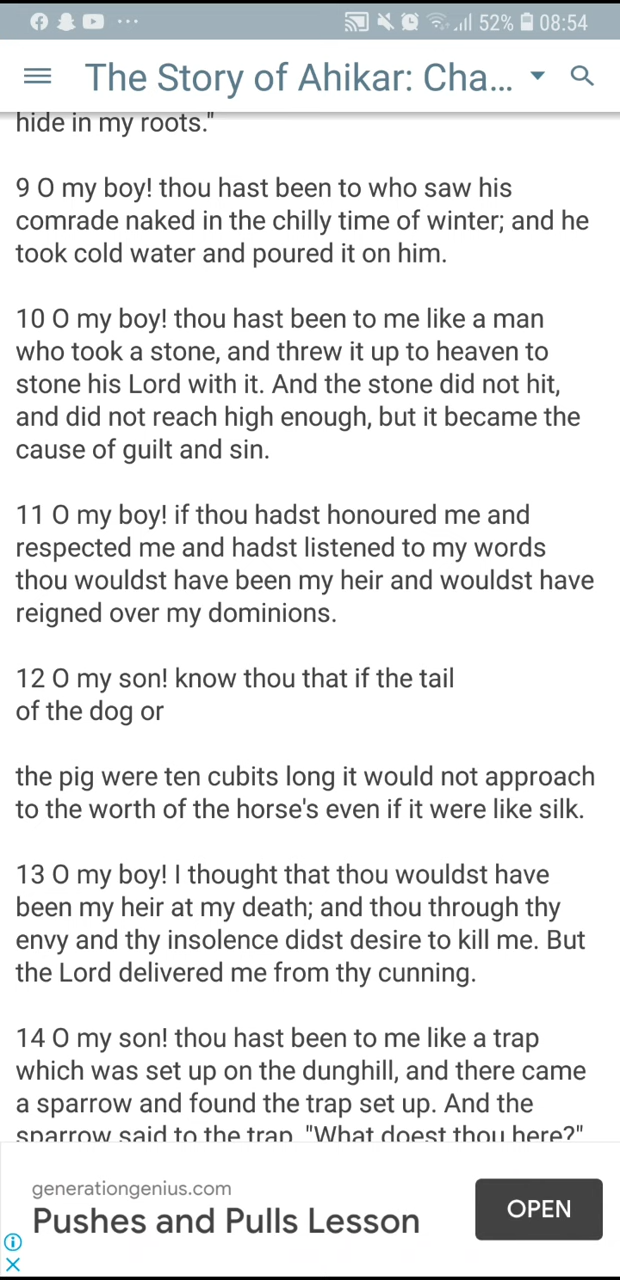 52% 08:54
The Story of Ahikar: Cha...
hide in my roots."
9 O my boy! thou hast been to who saw his
comrade naked in the chilly time of winter; and he
took cold water and poured it on him.
10 O my boy! thou hast been to me like a man
who took a stone, and threw it up to heaven to
stone his Lord with it. And the stone did not hit,
and did not reach high enough, but it became the
cause of guilt and sin.
11 O my boy! if thou hadst honoured me and
respected me and hadst listened to my words
thou wouldst have been my heir and wouldst have
reigned over my dominions.
12 O my son! know thou that if the tail
of the dog or
the pig were ten cubits long it would not approach
to the worth of the horse's even if it were like silk.
13 O my boy! I thought that thou wouldst have
been my heir at my death; and thou through thy
envy and thy insolence didst desire to kill me. But
the Lord delivered me from thy cunning.
14 O my son! thou hast been to me like a trap
which was set up on the dunghill, and there came
a sparrow and found the trap set up. And the
sparrow said to the trap, "What doest thou here?"
generationgenius.com
Pushes and Pulls Lesson
OPEN